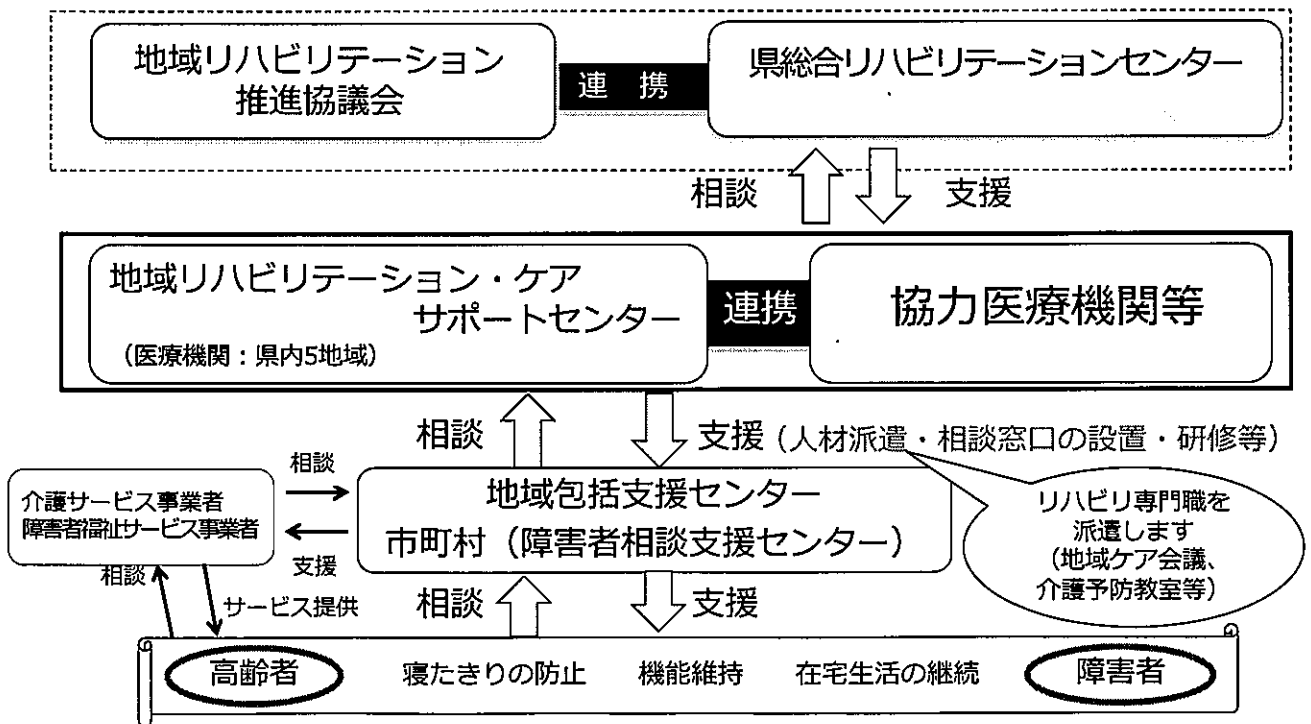 地域リハビリテーション
推進協議会
連 携
県総合リハビリテーションセンター
相談
支援
地域リハビリテーション・ケア
サポートセンター
（医療機関：県内5地域）
連携
協力医療機関等
相談
支援（人材派遣・相談窓口の設置・研修等）
リハビリ専門職を
派遣します
（地域ケア会議、
介護予防教室等）
介護サービス事業者
障害者福祉サービス事業者
相談
支援
地域包括支援センター
市町村（障害者相談支援センター）
相談
サービス提供
相談
支援
高齢者 寝たきりの防止 機能維持 在宅生活の継続 障害者